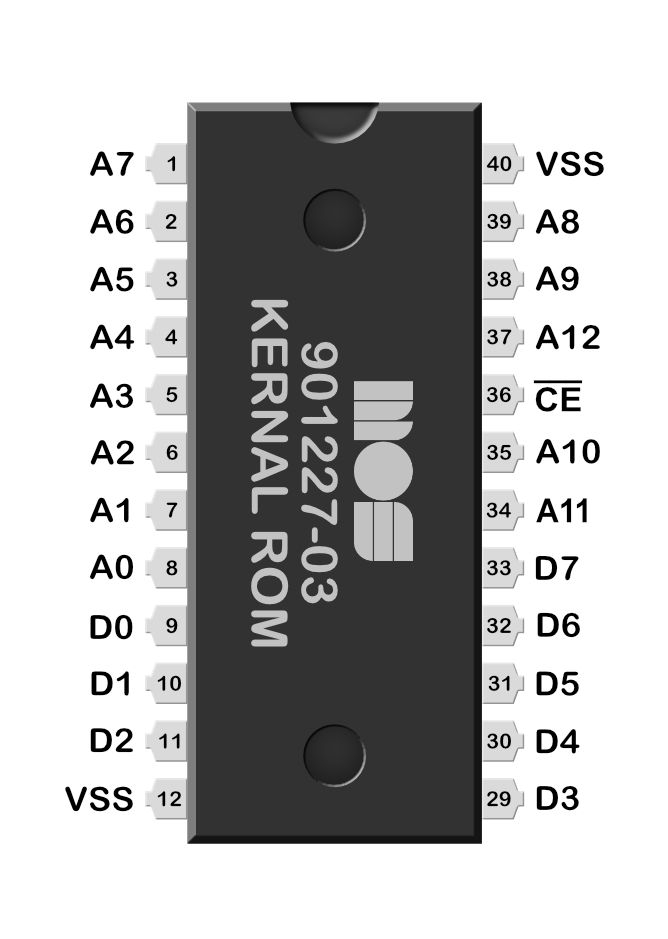 A7 1 40 VSS
A6 2 39 A8
A5 3 38 A9
A4 4 37 A12
A3 5 36 C̅E̅
A2 6 35 A10
A1 7 34 A11
A0 8 33 D7
D0 9 32 D6
D1 10 31 D5
D2 11 30 D4
VSS 12 29 D3
mos
901227-03
KERNAL ROM